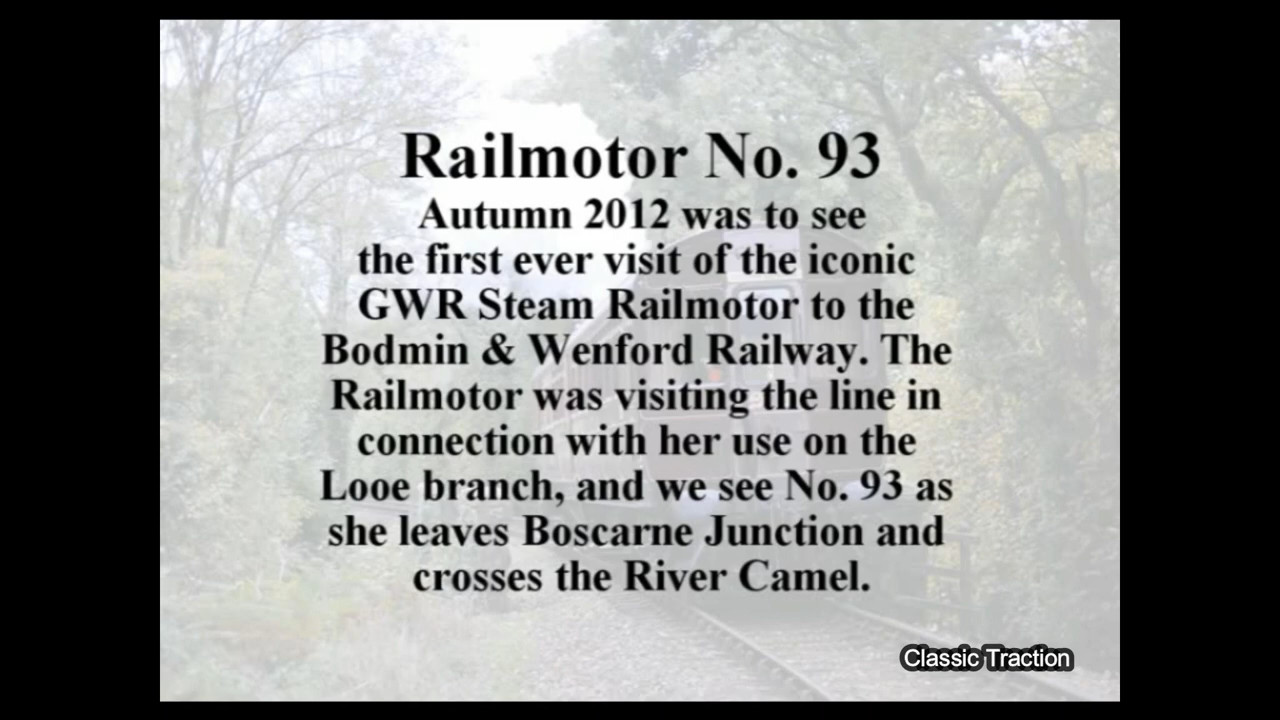 Railmotor No. 93
Autumn 2012 was to see
the first ever visit of the iconic
GWR Steam Railmotor to the
Bodmin & Wenford Railway. The
Railmotor was visiting the line in
connection with her use on the
Looe branch, and we see No. 93 as
she leaves Boscarne Junction and
crosses the River Camel.
Classic Traction